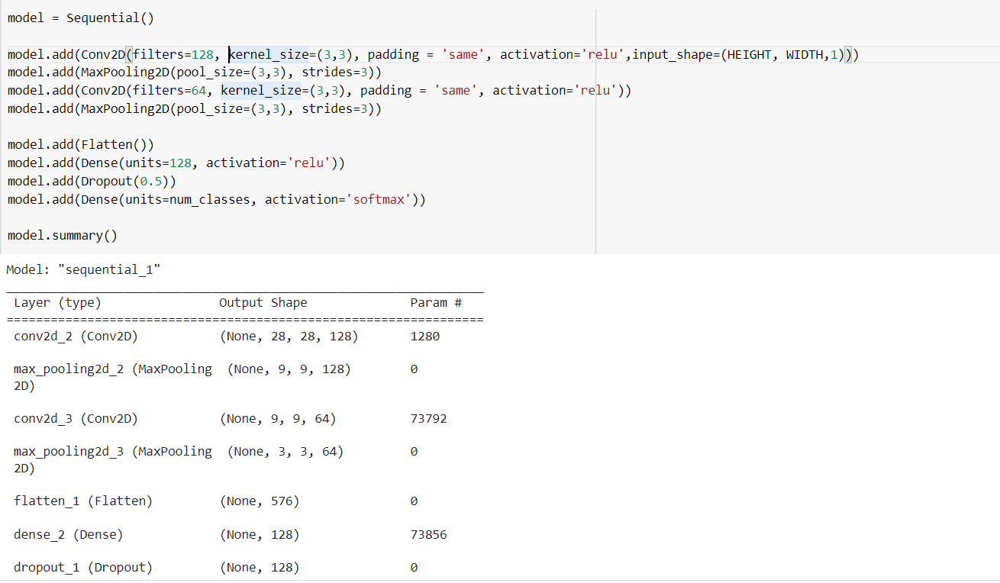 model = Sequential()
model.add(Conv2D(filters=128, kernel_size=(3,3), padding = 'same', activation='relu',input_shape=(HEIGHT, WIDTH,1)))
model.add(MaxPooling2D(pool_size=(3,3), strides=3))
model.add(Conv2D(filters=64, kernel_size=(3,3), padding = 'same', activation='relu'))
model.add(MaxPooling2D(pool_size=(3,3), strides=3))
model.add(Flatten())
model.add(Dense(units=128, activation='relu'))
model.add(Dropout(0.5))
model.add(Dense(units=num_classes, activation='softmax'))
model.summary()
Model: "sequential_1"
Layer (type) Output Shape Param #
=================================================================
conv2d_2 (Conv2D) (None, 28, 28, 128) 1280
max_pooling2d_2 (MaxPooling (None, 9, 9, 128) 0
2D)
conv2d_3 (Conv2D) (None, 9, 9, 64) 73792
max_pooling2d_3 (MaxPooling (None, 3, 3, 64) 0
2D)
flatten_1 (Flatten) (None, 576) 0
dense_2 (Dense) (None, 128) 73856
dropout_1 (Dropout) (None, 128) 0